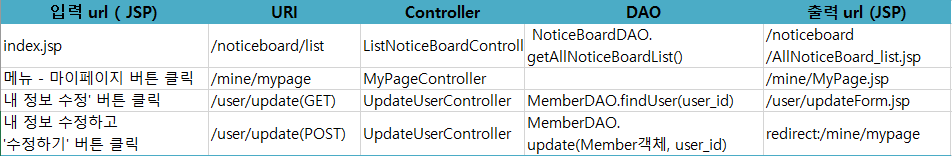 입력 url ( JSP) URI Controller DAO 출력 url (JSP)
index.jsp /noticeboard/list ListNoticeBoardControll NoticeBoardDAO. /noticeboard
getAllNoticeBoardList() /AllNoticeBoard_list.jsp
메뉴 - 마이페이지 버튼 클릭 /mine/mypage MyPageController /mine/MyPage.jsp
내 정보 수정' 버튼 클릭 /user/update(GET) UpdateUserController MemberDAO.findUser(user_id) /user/updateForm.jsp
내 정보 수정하고 /user/update(POST) UpdateUserController MemberDAO. redirect:/mine/mypage
'수정하기' 버튼 클릭 update(Member객체, user_id)